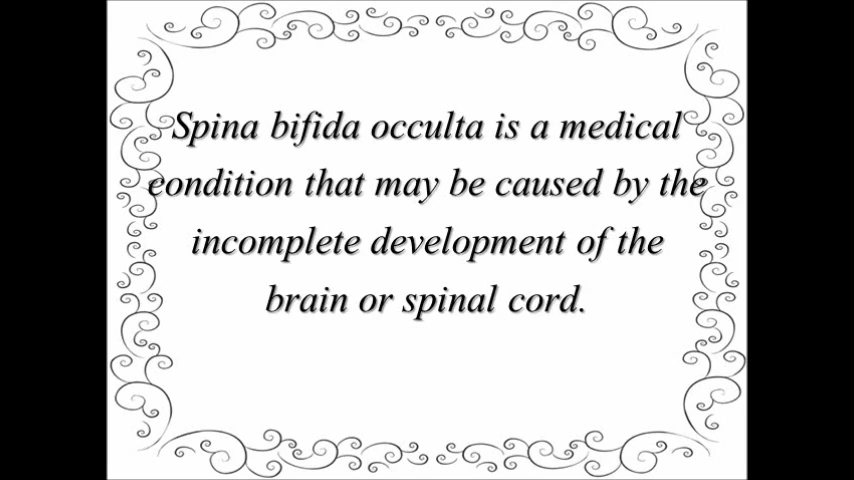 Spina bifida occulta is a medical
condition that may be caused by the
incomplete development of the
brain or spinal cord.